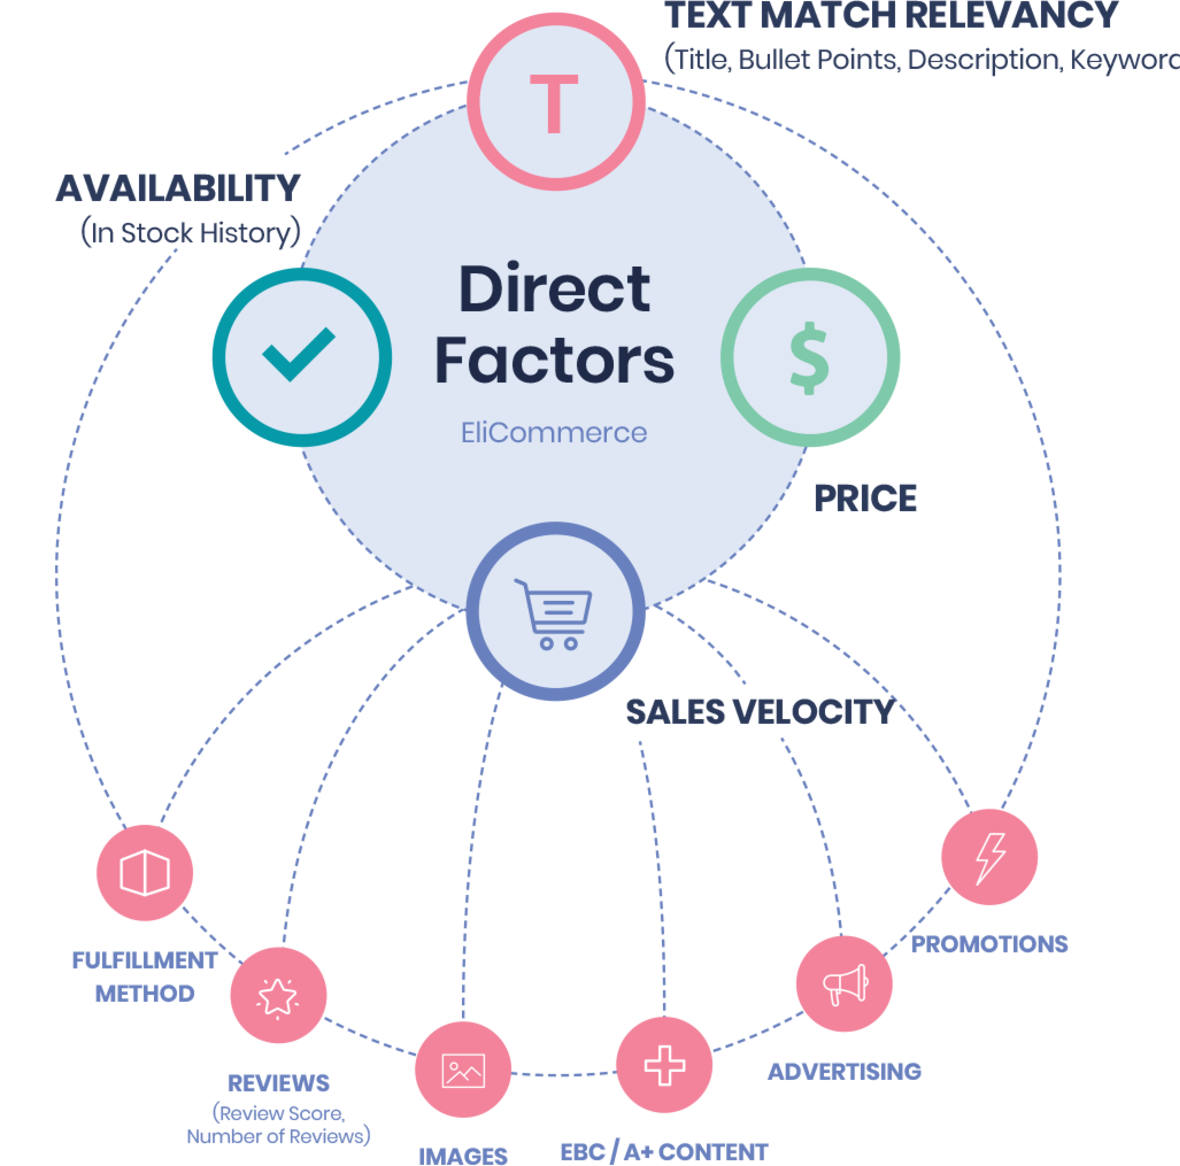 TEXT MATCH RELEVANCY
(Title, Bullet Points, Description,
T
AVAILABILITY
(In Stock History)
Direct
Factors
EliCommerce
$
PRICE
SALES VELOCITY
FULFILLMENT
METHOD
PROMOTIONS
REVIEWS
(Review Score,
Number of Reviews)
ADVERTISING
IMAGES
EBC / A+ CONTENT